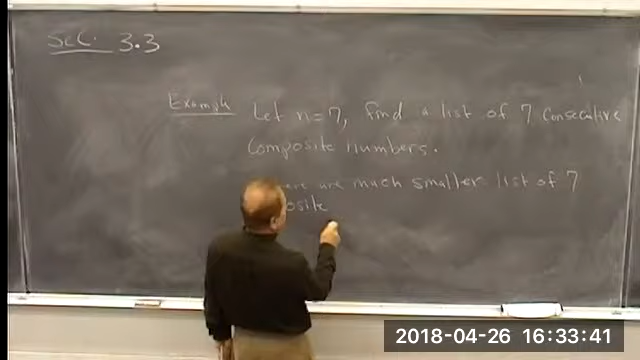 Sec. 3.3
Example Let n=7, Find a list of 7 Consecutive
Composite numbers.
are much smaller list of 7
2018-04-26 16:33:41